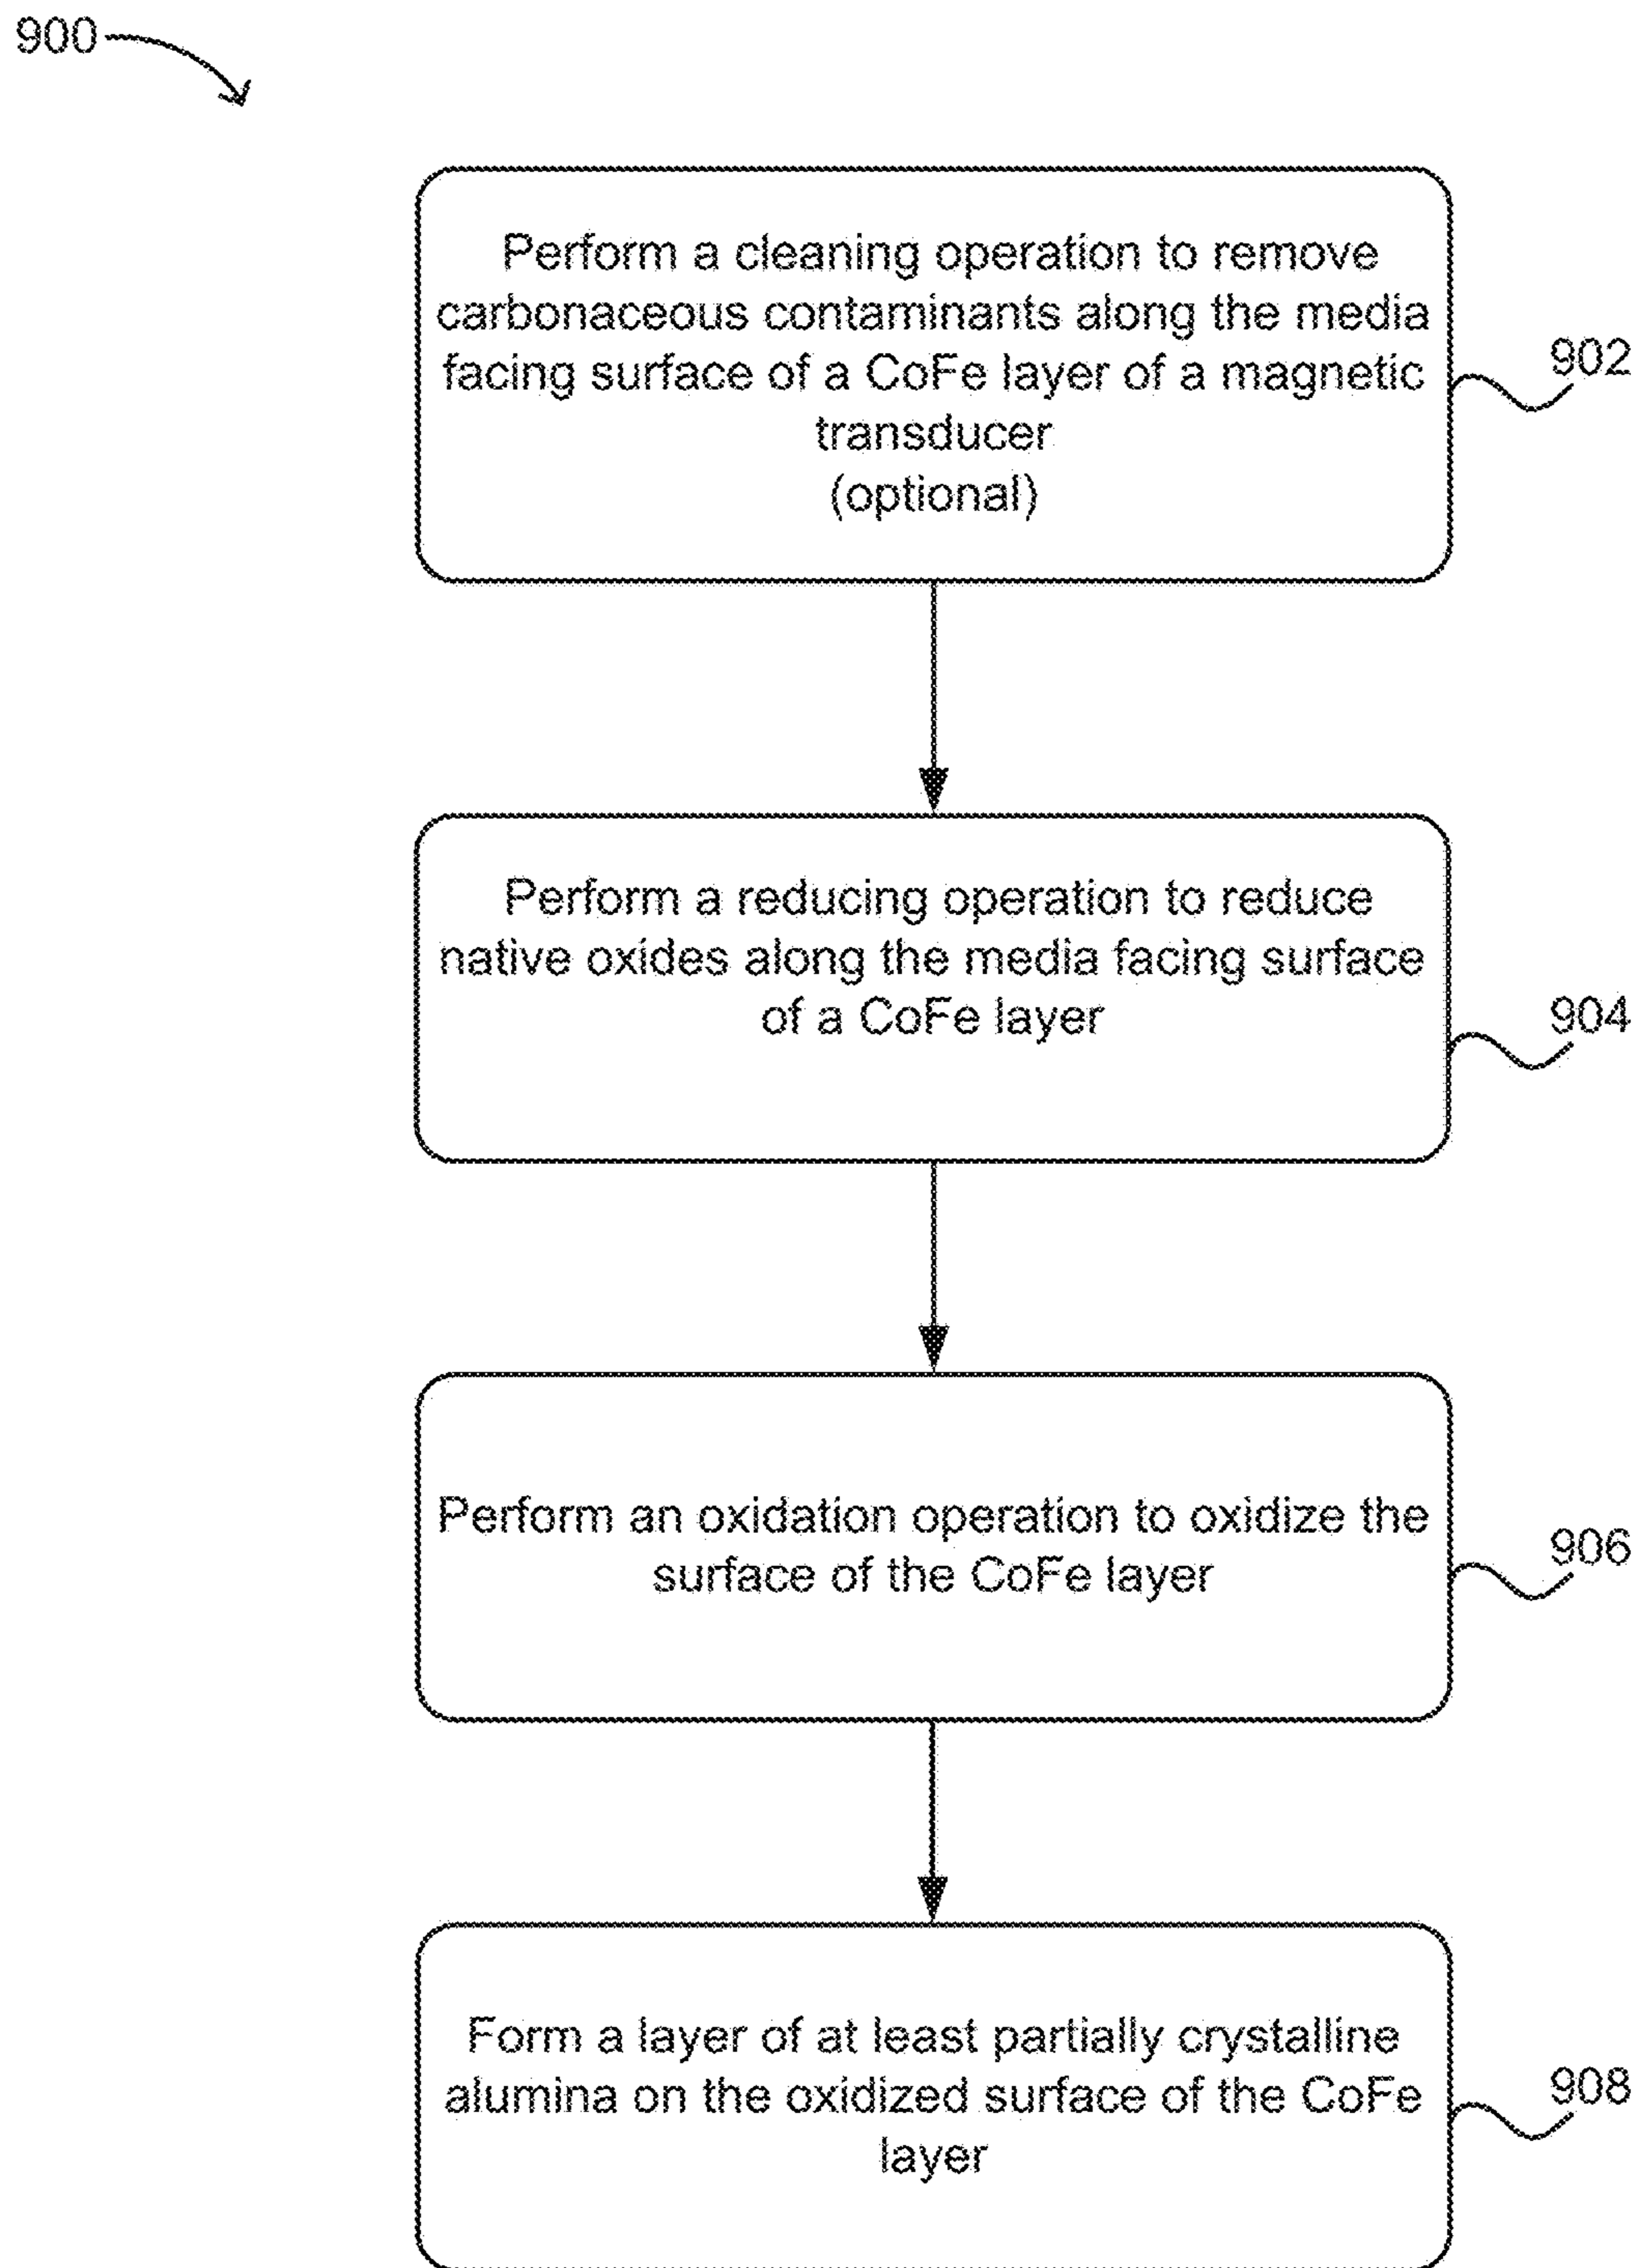 900
Perform a cleaning operation to remove
carbonaceous contaminants along the media
facing surface of a CoFe layer of a magnetic
transducer
(optional)
902
Perform a reducing operation to reduce
native oxides along the media facing surface
of a CoFe layer
904
Perform an oxidation operation to oxidize the
surface of the CoFe layer
906
Form a layer of at least partially crystalline
alumina on the oxidized surface of the CoFe
layer
908